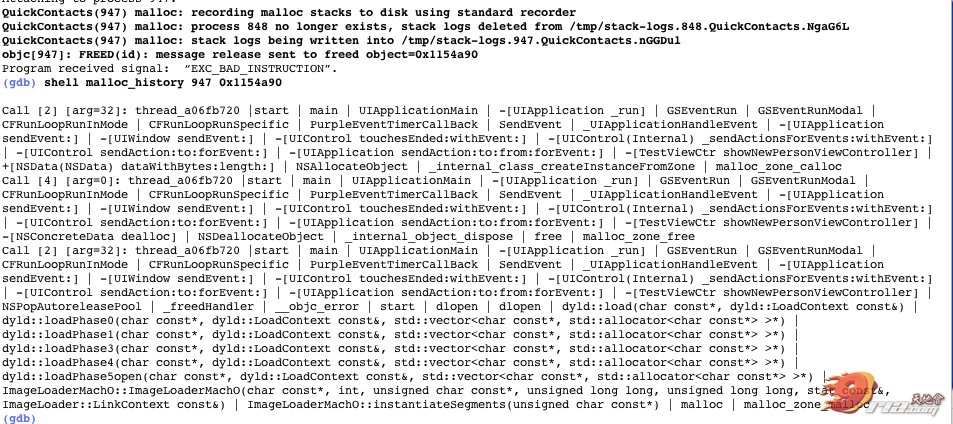 QuickContacts(947) malloc: recording malloc stacks to disk using standard recorder
QuickContacts(947) malloc: process 848 no longer exists, stack logs deleted from /tmp/stack-logs.848.QuickContacts.NgaG6L
QuickContacts(947) malloc: stack logs being written into /tmp/stack-logs.947.QuickContacts.nGGDul
objc[947]: FREED(id): message release sent to freed object=0x1154a90
Program received signal:  “EXC_BAD_INSTRUCTION”.
(gdb) shell malloc_history 947 0x1154a90
Call [2] [arg=32]: thread_a06fb720 |start | main | UIApplicationMain | -[UIApplication _run] | GSEventRun | GSEventRunModal |
CFRunLoopRunInMode | CFRunLoopRunSpecific | PurpleEventTimerCallBack | SendEvent | _UIApplicationHandleEvent | -[UIApplication
sendEvent:] | -[UIWindow sendEvent:] | -[UIControl touchesEnded:withEvent:] | -[UIControl(Internal) _sendActionsForEvents:withEvent:]
| -[UIControl sendAction:to:forEvent:] | -[UIApplication sendAction:to:from:forEvent:] | -[TestViewCtr showNewPersonViewController] |
+[NSData(NSData) dataWithBytes:length:] | NSAllocateObject | _internal_class_createInstanceFromZone | malloc_zone_calloc
Call [4] [arg=0]: thread_a06fb720 |start | main | UIApplicationMain | -[UIApplication _run] | GSEventRun | GSEventRunModal |
CFRunLoopRunInMode | CFRunLoopRunSpecific | PurpleEventTimerCallBack | SendEvent | _UIApplicationHandleEvent | -[UIApplication
sendEvent:] | -[UIWindow sendEvent:] | -[UIControl touchesEnded:withEvent:] | -[UIControl(Internal) _sendActionsForEvents:withEvent:]
| -[UIControl sendAction:to:forEvent:] | -[UIApplication sendAction:to:from:forEvent:] | -[TestViewCtr showNewPersonViewController] |
-[NSConcreteData dealloc] | NSDeallocateObject | _internal_object_dispose | free | malloc_zone_free
Call [2] [arg=32]: thread_a06fb720 |start | main | UIApplicationMain | -[UIApplication _run] | GSEventRun | GSEventRunModal |
CFRunLoopRunInMode | CFRunLoopRunSpecific | PurpleEventTimerCallBack | SendEvent | _UIApplicationHandleEvent | -[UIApplication
sendEvent:] | -[UIWindow sendEvent:] | -[UIControl touchesEnded:withEvent:] | -[UIControl(Internal) _sendActionsForEvents:withEvent:]
| -[UIControl sendAction:to:forEvent:] | -[UIApplication sendAction:to:from:forEvent:] | -[TestViewCtr showNewPersonViewController] |
NSPopAutoreleasePool | _freedHandler | __objc_error | start | dlopen | dlopen | dyld::load(char const*, dyld::LoadContext const&) |
dyld::loadPhase0(char const*, dyld::LoadContext const&, std::vector<char const*, std::allocator<char const*> >*) |
dyld::loadPhase1(char const*, dyld::LoadContext const&, std::vector<char const*, std::allocator<char const*> >*) |
dyld::loadPhase3(char const*, dyld::LoadContext const&, std::vector<char const*, std::allocator<char const*> >*) |
dyld::loadPhase4(char const*, dyld::LoadContext const&, std::vector<char const*, std::allocator<char const*> >*) |
dyld::loadPhase5open(char const*, dyld::LoadContext const&, std::vector<char const*, std::allocator<char const*> >*) |
ImageLoaderMachO::ImageLoaderMachO(char const*, int, unsigned char const*, unsigned long long, unsigned long long, stat const&,
ImageLoader::LinkContext const&) | ImageLoaderMachO::instantiateSegments(unsigned char const*) | malloc | malloc_zone_malloc
(gdb)
天地会